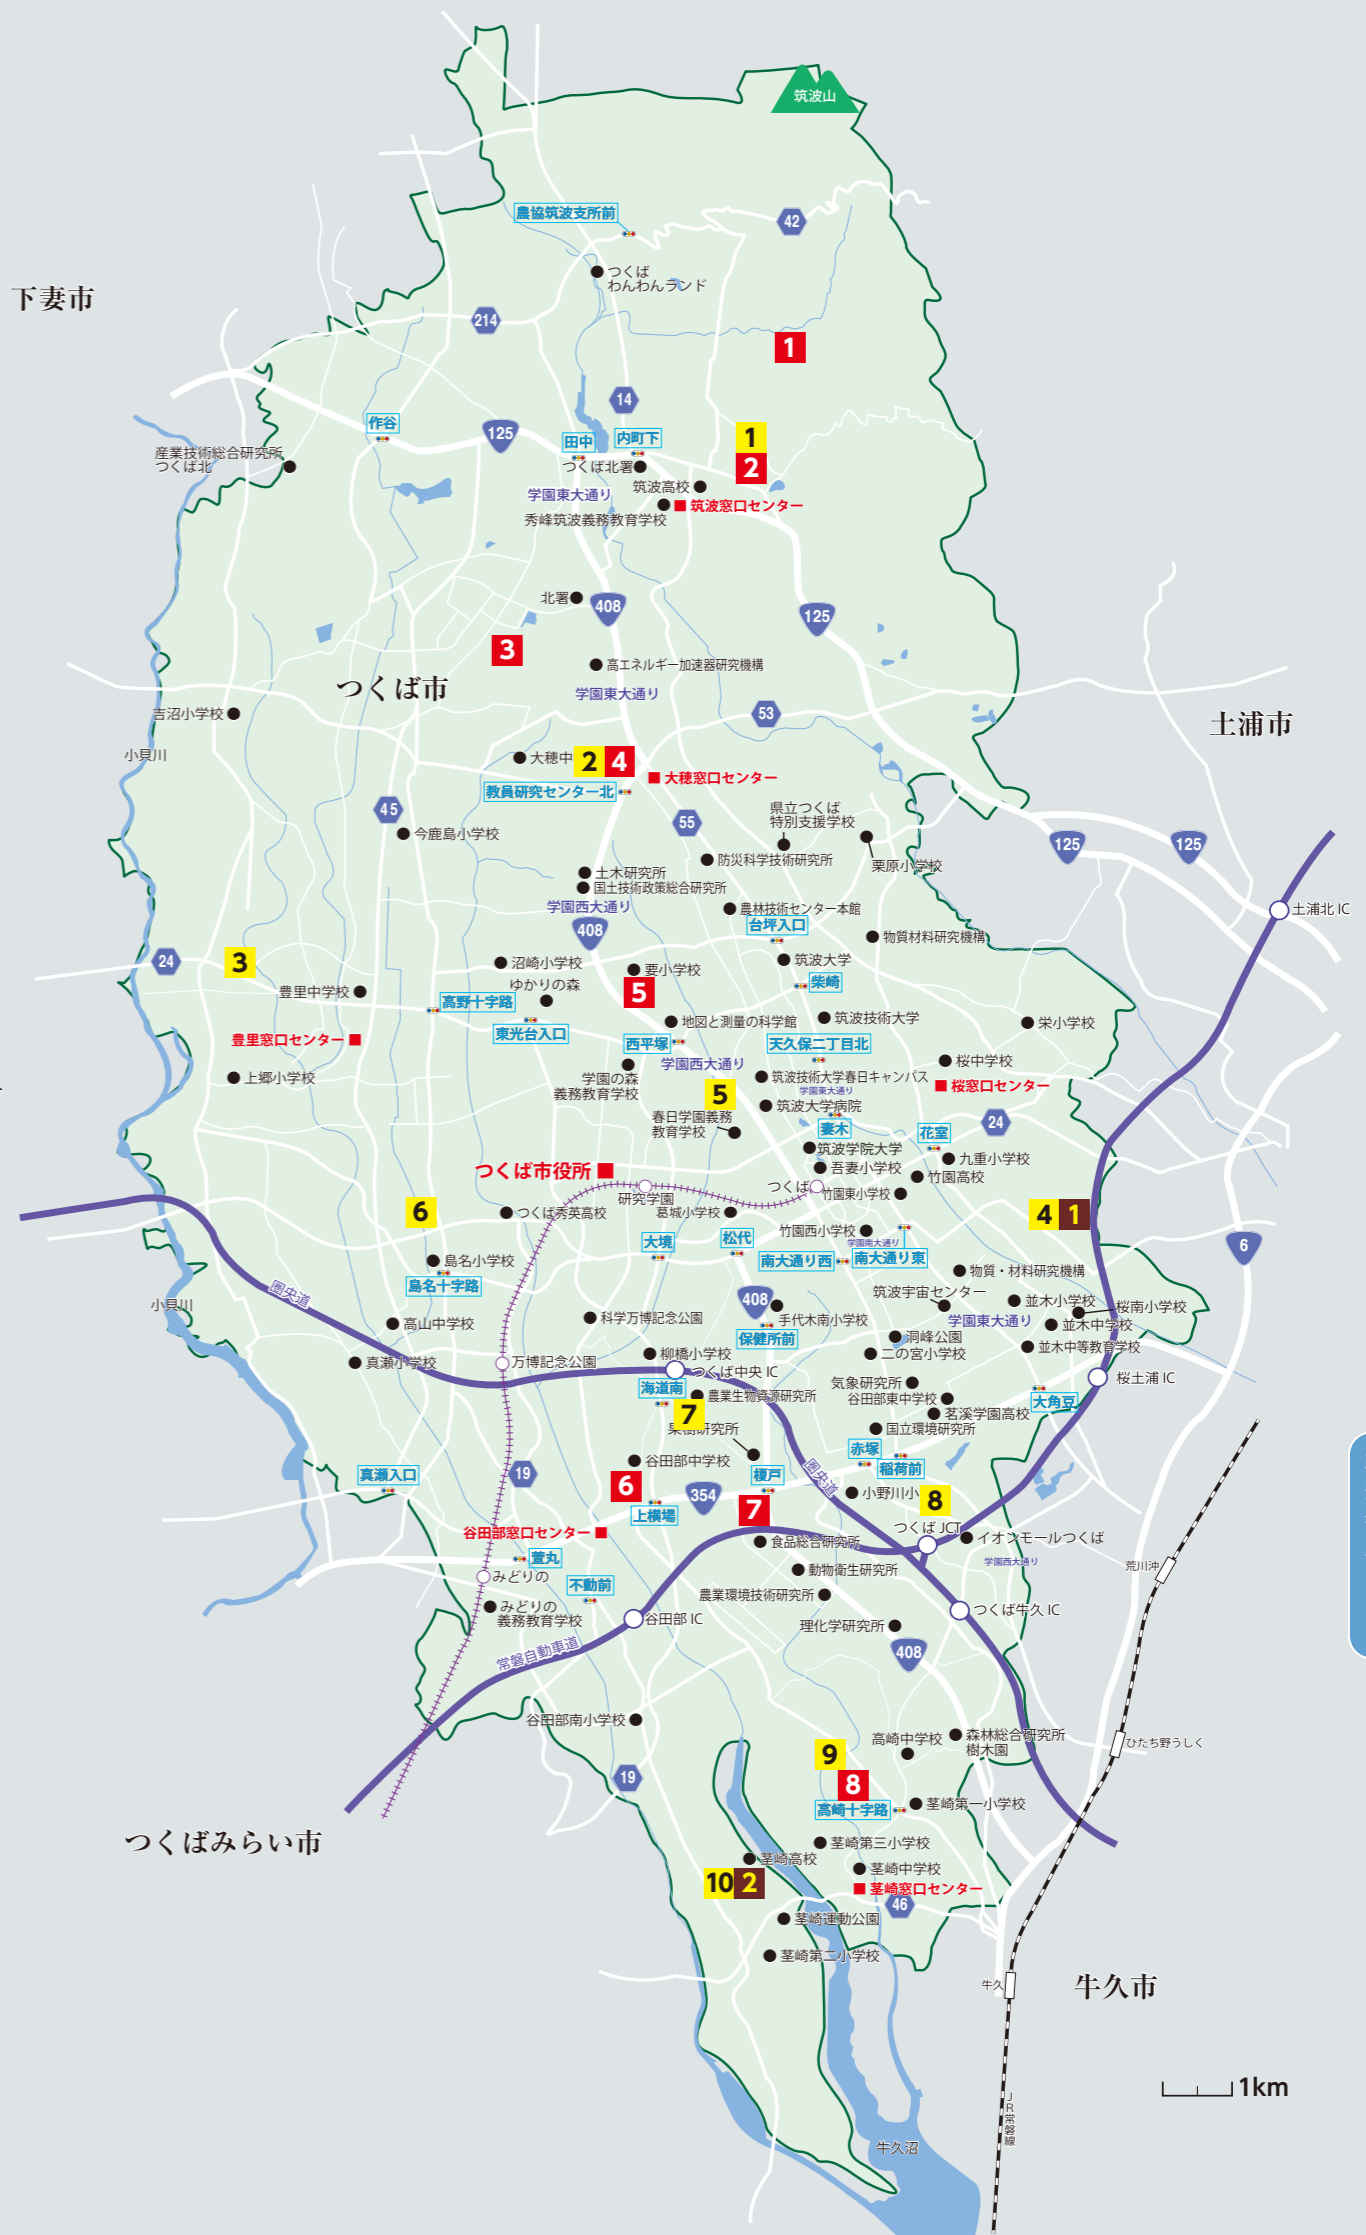 筑波山
農協筑波支所前
42
つくば
わんわんランド
下妻市
214
1
14
作谷
125
田中
内町下
1
2
産業技術総合研究所
つくば北
つくば北署
筑波高校
学園東大通り
筑波窓口センター
秀峰筑波義務教育学校
北署
408
125
3
高エネルギー加速器研究機構
つくば市
学園東大通り
吉沼小学校
53
土浦市
小貝川
大穂中
2
4
大穂窓口センター
教員研究センター北
45
55
県立つくば
特別支援学校
今鹿島小学校
125
125
防災科学技術研究所
栗原小学校
土木研究所
国土技術政策総合研究所
学園西大通り
農林技術センター本館
土浦北 IC
台坪入口
408
物質材料研究機構
24
3
沼崎小学校
要小学校
筑波大学
柴崎
豊里中学校
ゆかりの森
5
高野十字路
地図と測量の科学館
筑波技術大学
栄小学校
東光台入口
豊里窓口センター
西平塚
天久保二丁目北
学園西大通り
桜中学校
上郷小学校
学園の森
義務教育学校
筑波技術大学春日キャンパス
桜窓口センター
学園東大通り
5
筑波大学病院
春日学園義務
教育学校
妻木
花室
24
筑波学院大学
九重小学校
つくば市役所
吾妻小学校
竹園高校
研究学園
つくば
竹園東小学校
6
つくば秀英高校
葛城小学校
4
1
大境
松代
竹園西小学校
学園南大通り
6
島名小学校
南大通り西
南大通り東
島名十字路
物質・材料研究機構
圏央道
筑波宇宙センター
小貝川
408
並木小学校
桜南小学校
高山中学校
科学万博記念公園
手代木南小学校
学園東大通り
並木中学校
保健所前
洞峰公園
並木中等教育学校
真瀬小学校
万博記念公園
柳橋小学校
二の宮小学校
つくば中央 IC
桜土浦 IC
海道南
農業生物資源研究所
気象研究所
谷田部東中学校
大角豆
7
茗溪学園高校
果樹研究所
国立環境研究所
谷田部中学校
赤塚
真瀬入口
19
榎戸
圏央道
稲荷前
6
354
小野川小
8
上横場
7
谷田部窓口センター
つくば JCT
食品総合研究所
イオンモールつくば
萱丸
学園西大通り
荒川沖
みどりの
不動前
動物衛生研究所
農業環境技術研究所
みどりの
義務教育学校
谷田部 IC
つくば牛久 IC
理化学研究所
常磐自動車道
408
谷田部南小学校
高崎中学校
森林総合研究所
樹木園
ひたち野うしく
9
19
8
高崎十字路
茎崎第一小学校
つくばみらい市
茎崎第三小学校
茎崎高校
茎崎中学校
10
2
茎崎窓口センター
46
茎崎運動公園
茎崎第二小学校
牛久
牛久市
1km
JR常磐線
牛久沼